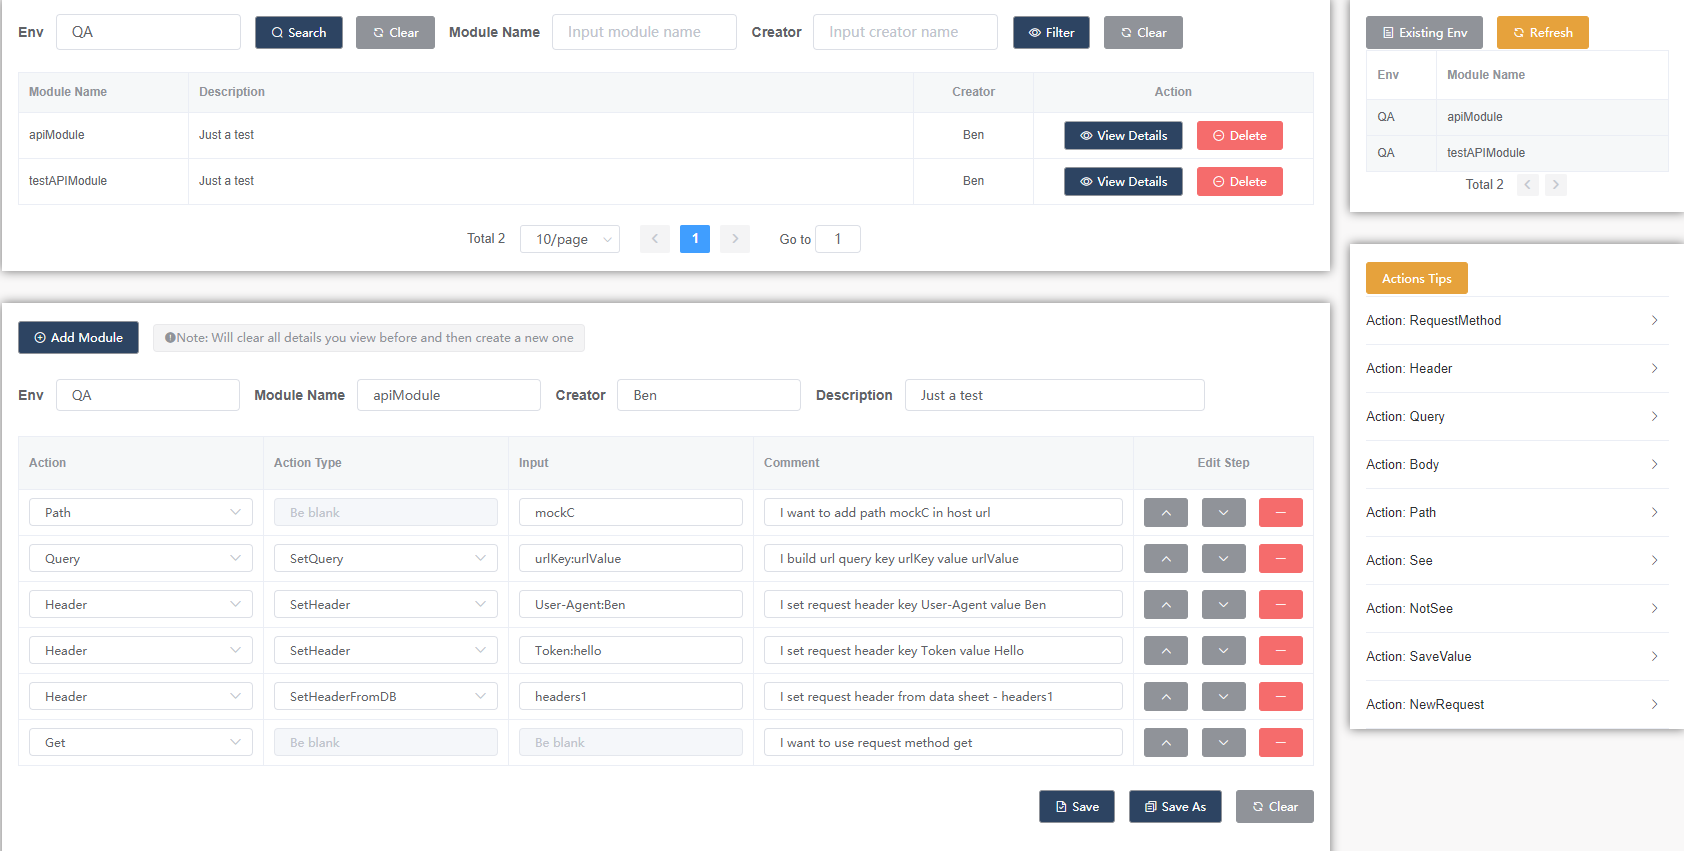 Env QA Search Clear Module Name Input module name Creator Input creator name Filter Clear
Module Name Description Creator Action
apiModule Just a test Ben View Details Delete
testAPIModule Just a test Ben View Details Delete
Total 2 10/page 1 Go to 1
Existing Env Refresh
Env Module Name
QA apiModule
QA testAPIModule
Total 2
Add Module Note: Will clear all details you view before and then create a new one
Env QA Module Name apiModule Creator Ben Description Just a test
Action Action Type Input Comment Edit Step
Path Be blank mockC I want to add path mockC in host url
Query SetQuery urlKey:urlValue I build url query key urlKey value urlValue
Header SetHeader User-Agent:Ben I set request header key User-Agent value Ben
Header SetHeader Token:hello I set request header key Token value Hello
Header SetHeaderFromDB headers1 I set request header from data sheet - headers1
Get Be blank Be blank I want to use request method get
Save Save As Clear
Actions Tips
Action: RequestMethod
Action: Header
Action: Query
Action: Body
Action: Path
Action: See
Action: NotSee
Action: SaveValue
Action: NewRequest